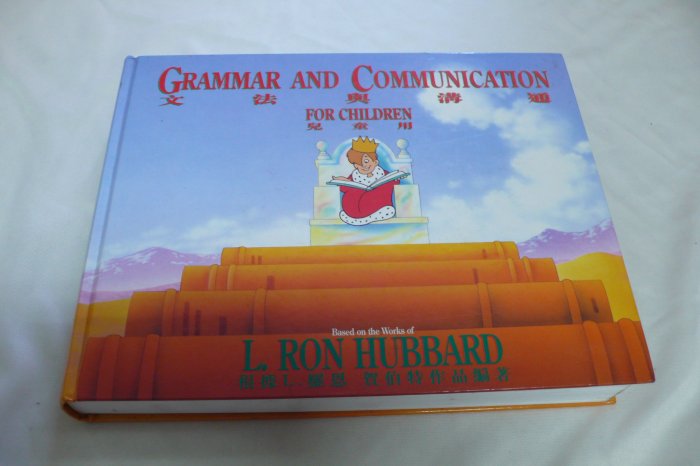 GRAMMAR AND COMMUNICATION
文法與溝通
FOR CHILDREN
兒童用
Based on the Works of
L. RON HUBBARD
根據L. 羅恩 賀伯特作品編著